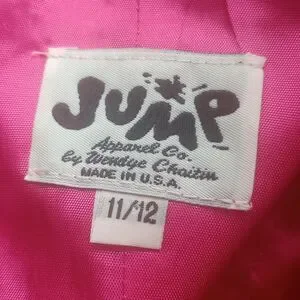 JUMP
Apparel Co.
by Wendye Chaitin
MADE IN U.S.A.
11/12